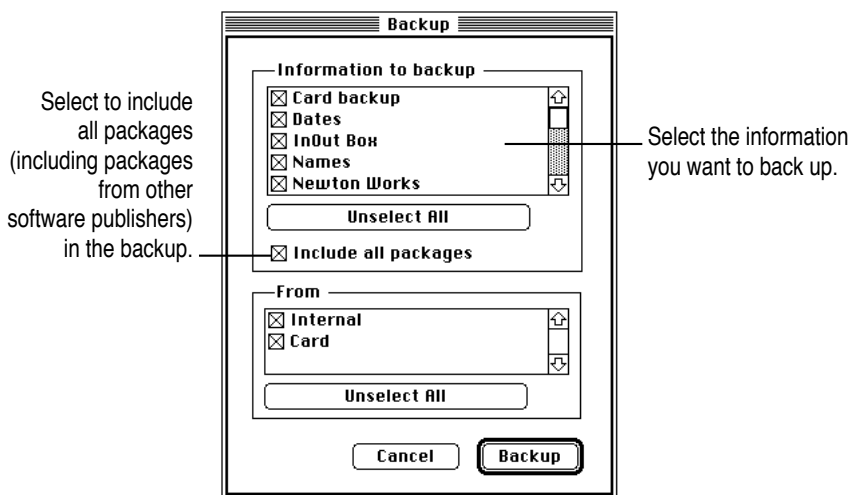 Backup
Information to backup
Card backup
Dates
InOut Box
Names
Newton Works
Unselect All
Include all packages
From
Internal
Card
Unselect All
Cancel
Backup
Select to include
all packages
(including packages
from other
software publishers)
in the backup.
Select the information
you want to back up.